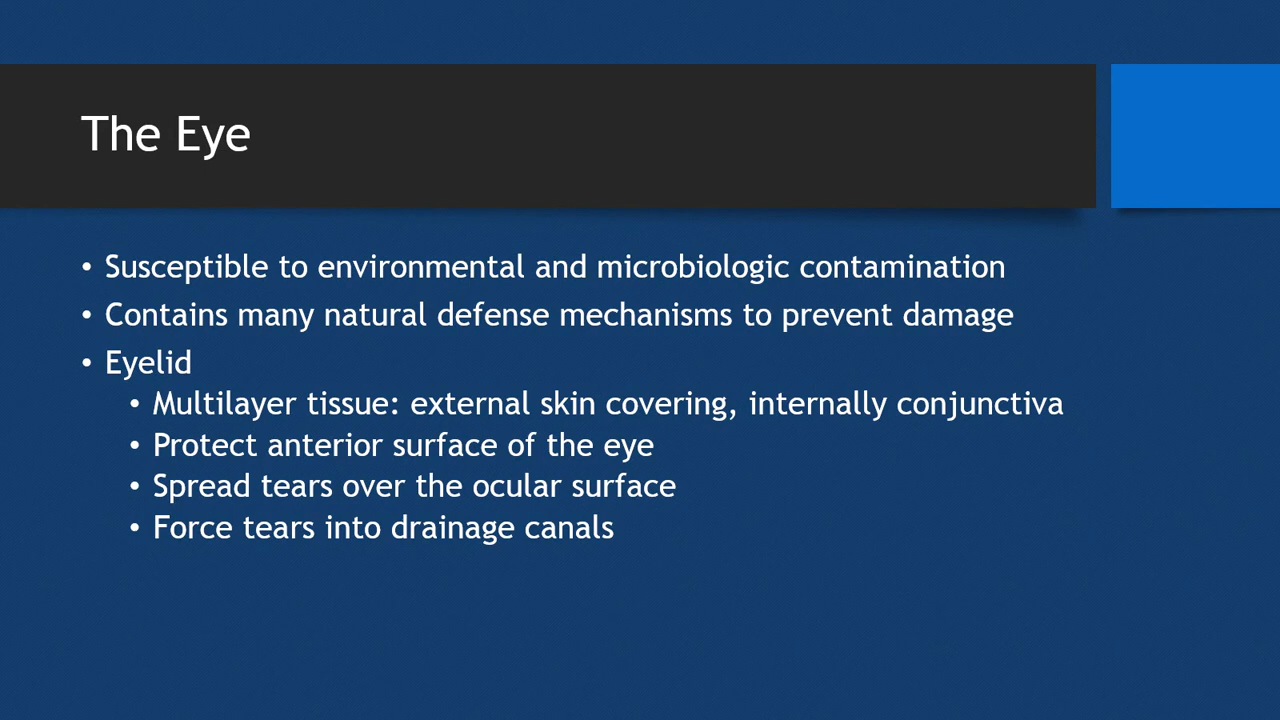 The Eye
• Susceptible to environmental and microbiologic contamination
• Contains many natural defense mechanisms to prevent damage
• Eyelid
• Multilayer tissue: external skin covering, internally conjunctiva
• Protect anterior surface of the eye
• Spread tears over the ocular surface
• Force tears into drainage canals